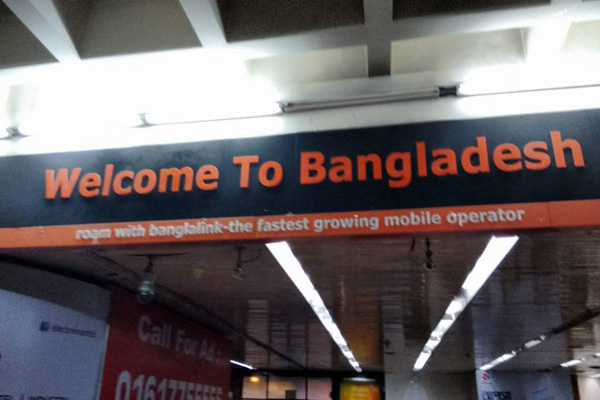 Welcome To Bangladesh
roam with banglalink-the fastest growing mobile operator
Call For Ad :